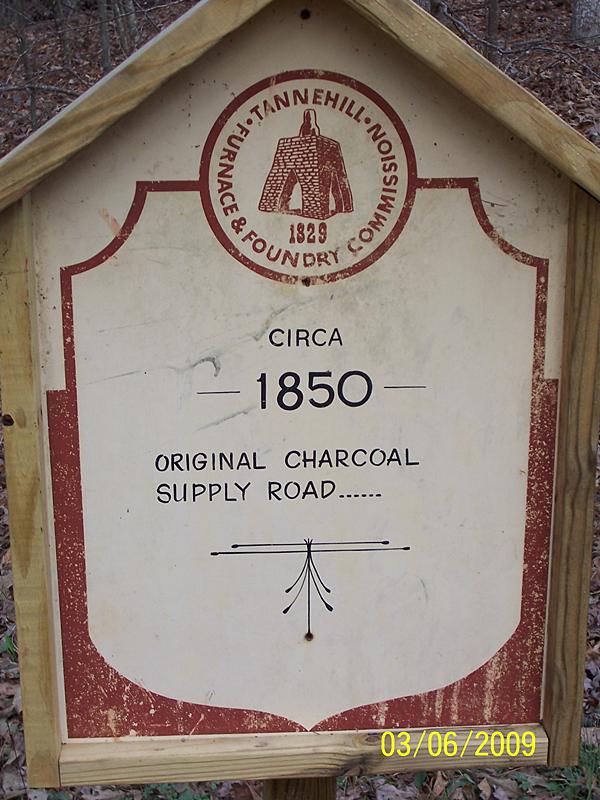 • TANNEHILL •
FURNACE & FOUNDRY COMMISSION
1829
CIRCA
— 1850 —
ORIGINAL CHARCOAL
SUPPLY ROAD......
03/06/2009